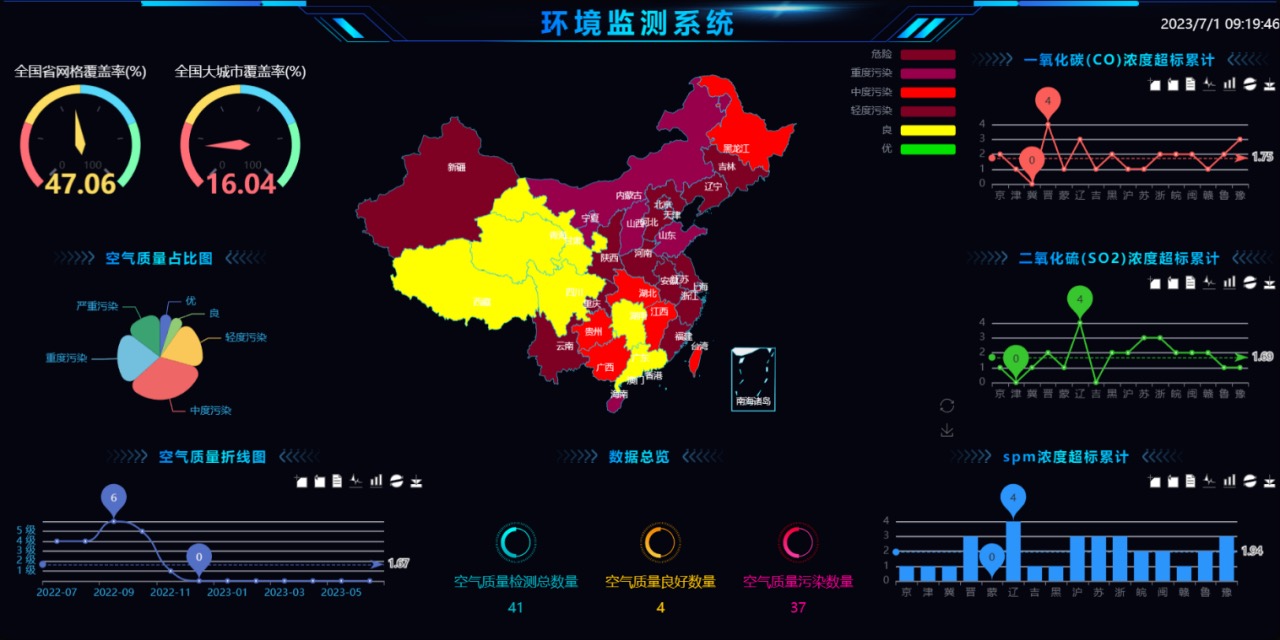 环境监测系统
2023/7/1 09:19:46
全国省网格覆盖率(%)
全国大城市覆盖率(%)
0 100
47.06
0 100
16.04
空气质量占比图
严重污染
优
良
轻度污染
重度污染
中度污染
空气质量折线图
6
0
5 级
4 级
3 级
2 级
1 级
1.67
2022-07 2022-09 2022-11 2023-01 2023-03 2023-05
危险
重度污染
中度污染
轻度污染
良
优
黑龙江
吉林
辽宁
新疆
内蒙古
北京
天津
宁夏
山西
河北
山东
陕西
河南
安徽
江苏
上海
浙江
西藏
四川
重庆
湖北
江西
贵州
云南
福建
台湾
广西
香港
澳门
海南
南海诸岛
数据总览
空气质量检测总数量
41
空气质量良好数量
4
空气质量污染数量
37
一氧化碳(CO)浓度超标累计
4
0
4
3
2
1
0
1.75
京 津 冀 晋 蒙 辽 吉 黑 沪 苏 浙 皖 闽 赣 鲁 豫
二氧化硫(SO2)浓度超标累计
4
0
4
3
2
1
0
1.69
京 津 冀 晋 蒙 辽 吉 黑 沪 苏 浙 皖 闽 赣 鲁 豫
spm浓度超标累计
4
0
4
3
2
1
0
1.94
京 津 冀 晋 蒙 辽 吉 黑 沪 苏 浙 皖 闽 赣 鲁 豫